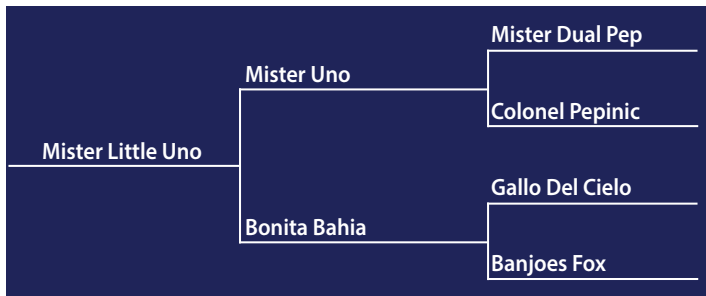 Mister Dual Pep
Mister Uno
Colonel Pepinic
Mister Little Uno
Gallo Del Cielo
Bonita Bahia
Banjoes Fox